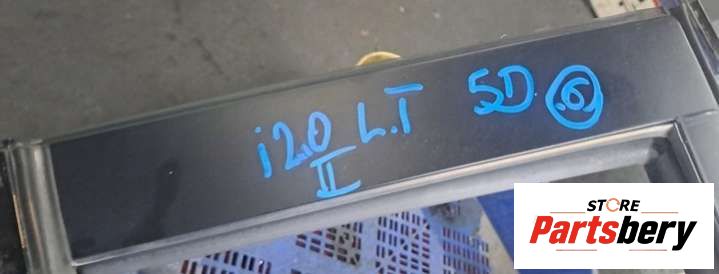 i20 L.T 5D. 6
II
STORE
Partsbery